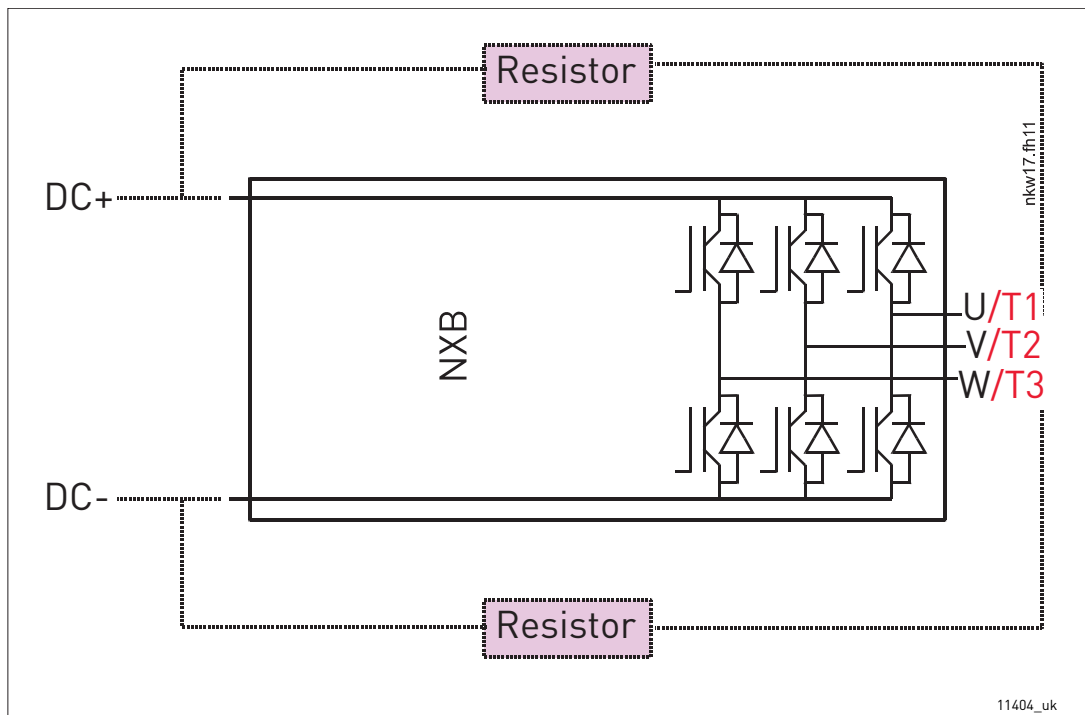 Resistor
nkw17.fh11
DC+
NXB
U/T1
V/T2
W/T3
DC-
Resistor
11404_uk